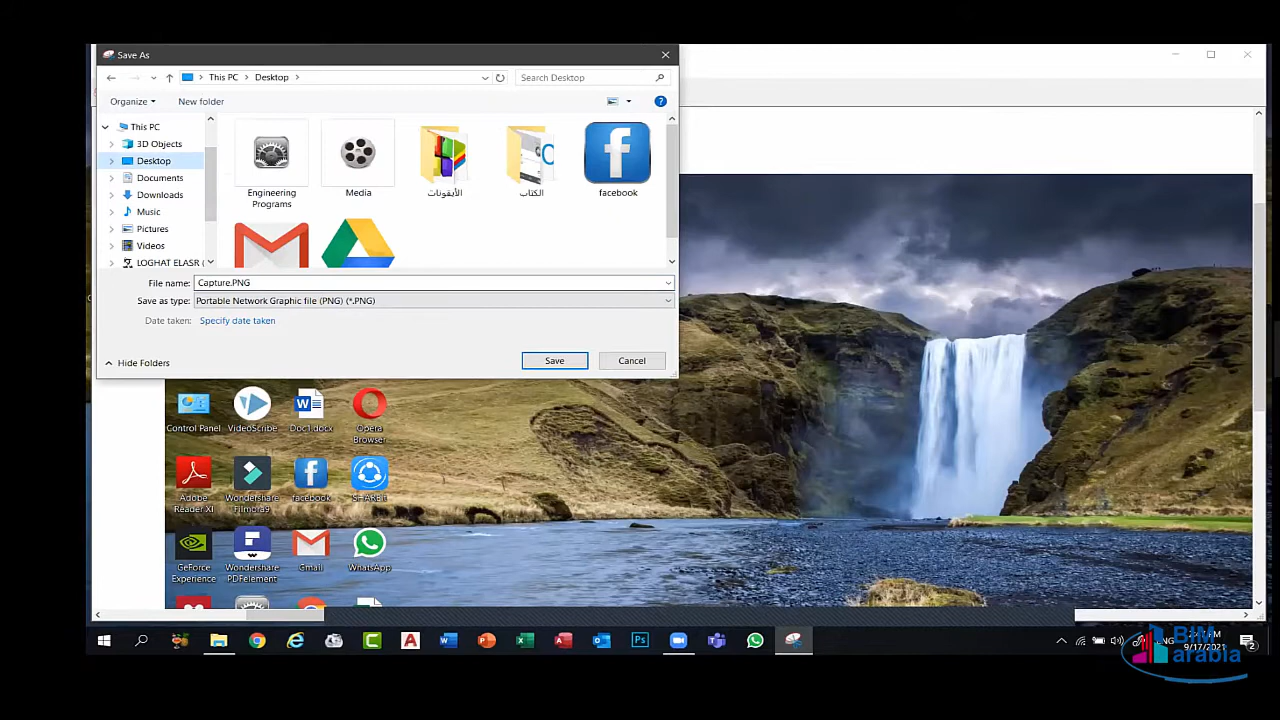 Save As
This PC
Desktop
Search Desktop
Organize
New folder
This PC
3D Objects
Desktop
Documents
Downloads
Music
Pictures
Videos
LOGHAT ELASR (
Engineering
Programs
Media
الأيقونات
الكتاب
facebook
File name:
Capture.PNG
Save as type:
Portable Network Graphic file (PNG) (*.PNG)
Date taken:
Specify date taken
Hide Folders
Save
Cancel
Control Panel
VideoScribe
Doc1.docx
Opera
Browser
Adobe
Reader XI
Wondershare
Filmora9
facebook
SHAREit
GeForce
Experience
Wondershare
PDFelement
Gmail
WhatsApp
9/17/2021
2
BIM
arabia